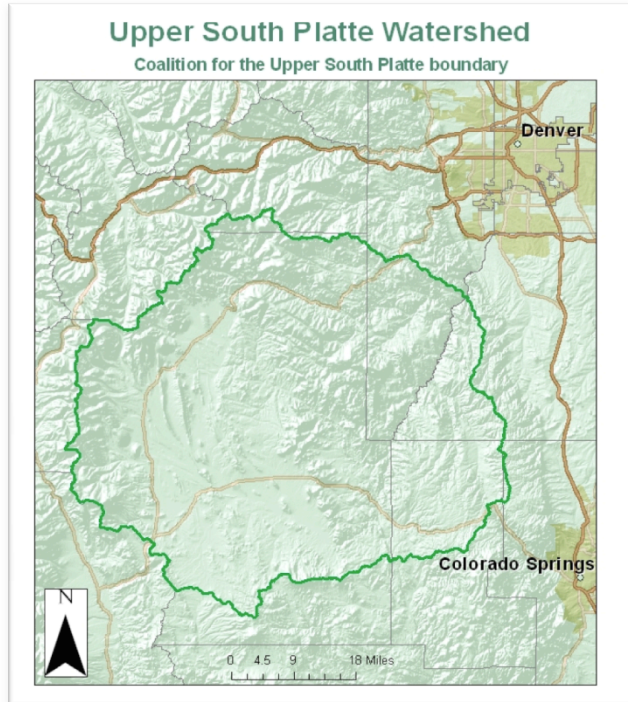 Upper South Platte Watershed
Coalition for the Upper South Platte boundary
Denver
Colorado Springs
N
0 4.5 9 18 Miles